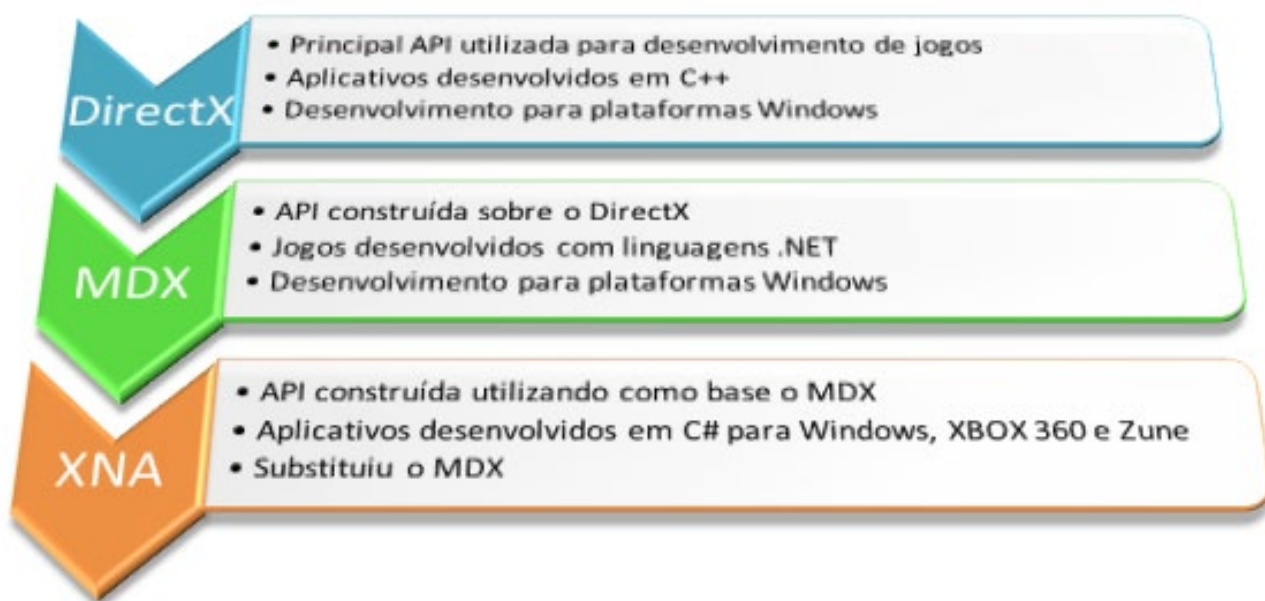 DirectX
• Principal API utilizada para desenvolvimento de jogos
• Aplicativos desenvolvidos em C++
• Desenvolvimento para plataformas Windows
MDX
• API construída sobre o DirectX
• Jogos desenvolvidos com linguagens .NET
• Desenvolvimento para plataformas Windows
XNA
• API construída utilizando como base o MDX
• Aplicativos desenvolvidos em C# para Windows, XBOX 360 e Zune
• Substituiu o MDX